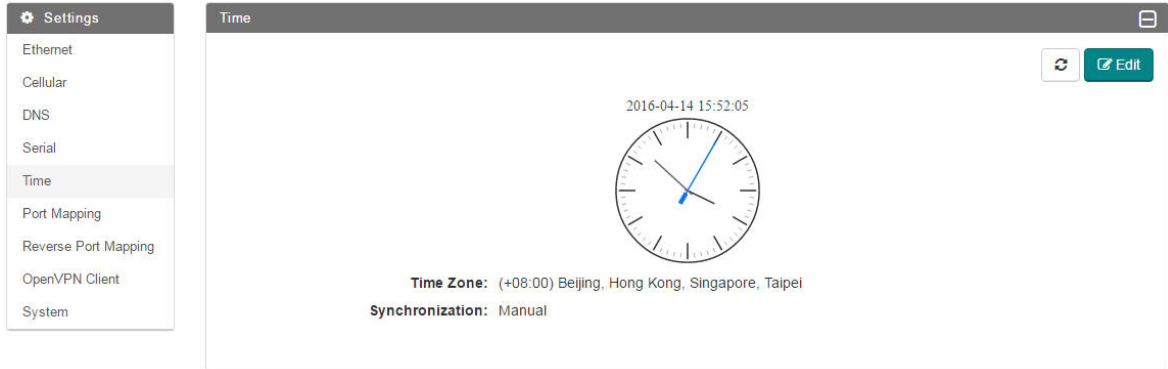 Settings
Ethernet
Cellular
DNS
Serial
Time
Port Mapping
Reverse Port Mapping
OpenVPN Client
System
Time
Edit
2016-04-14 15:52:05
Time Zone: (+08:00) Beijing, Hong Kong, Singapore, Taipei
Synchronization: Manual